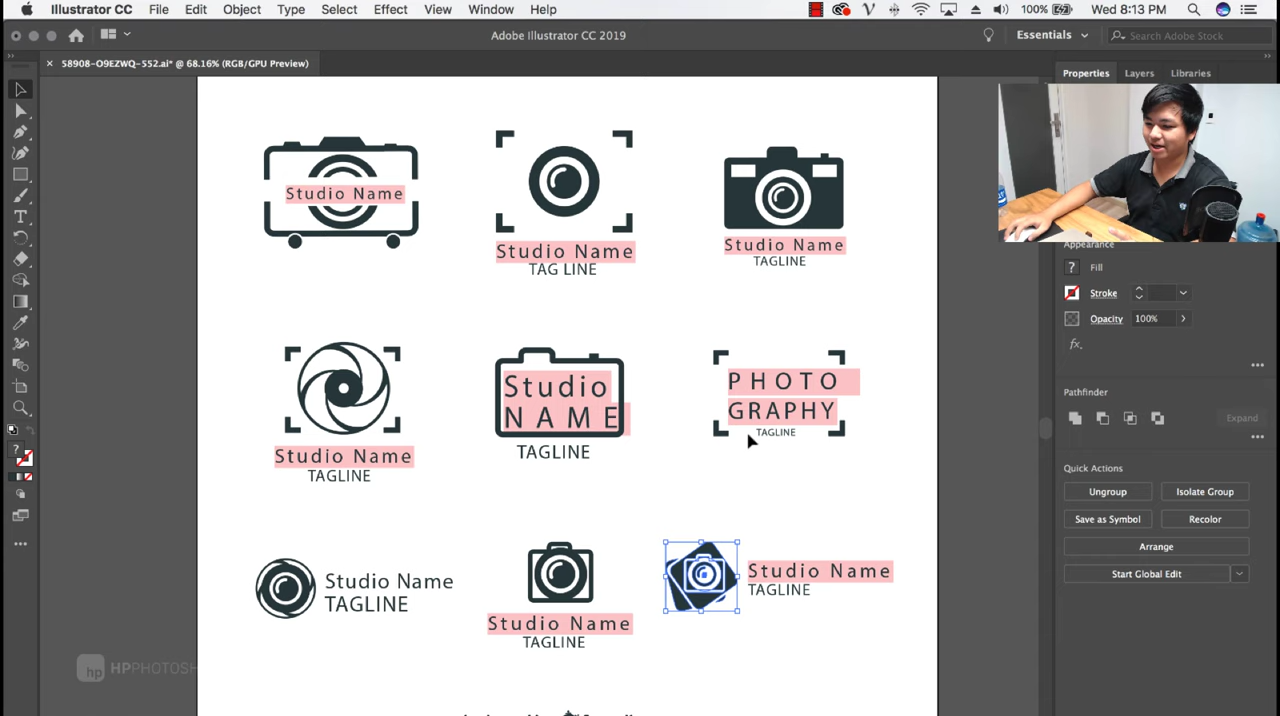 Illustrator CC File Edit Object Type Select Effect View Window Help 100% Wed 8:13 PM
Adobe Illustrator CC 2019 Essentials Search Adobe Stock
58908-O9EZWQ-552.ai* @ 68.16% (RGB/GPU Preview)
Properties Layers Libraries
Studio Name
Studio Name
TAG LINE
Studio Name
TAGLINE
Appearance
Fill
Stroke
Opacity 100%
fx.
Studio Name
TAGLINE
Studio
NAME
TAGLINE
PHOTO
GRAPHY
TAGLINE
Pathfinder
Expand
Quick Actions
Ungroup Isolate Group
Save as Symbol Recolor
Arrange
Start Global Edit
Studio Name
TAGLINE
Studio Name
TAGLINE
Studio Name
TAGLINE
hp HPPHOTOSH